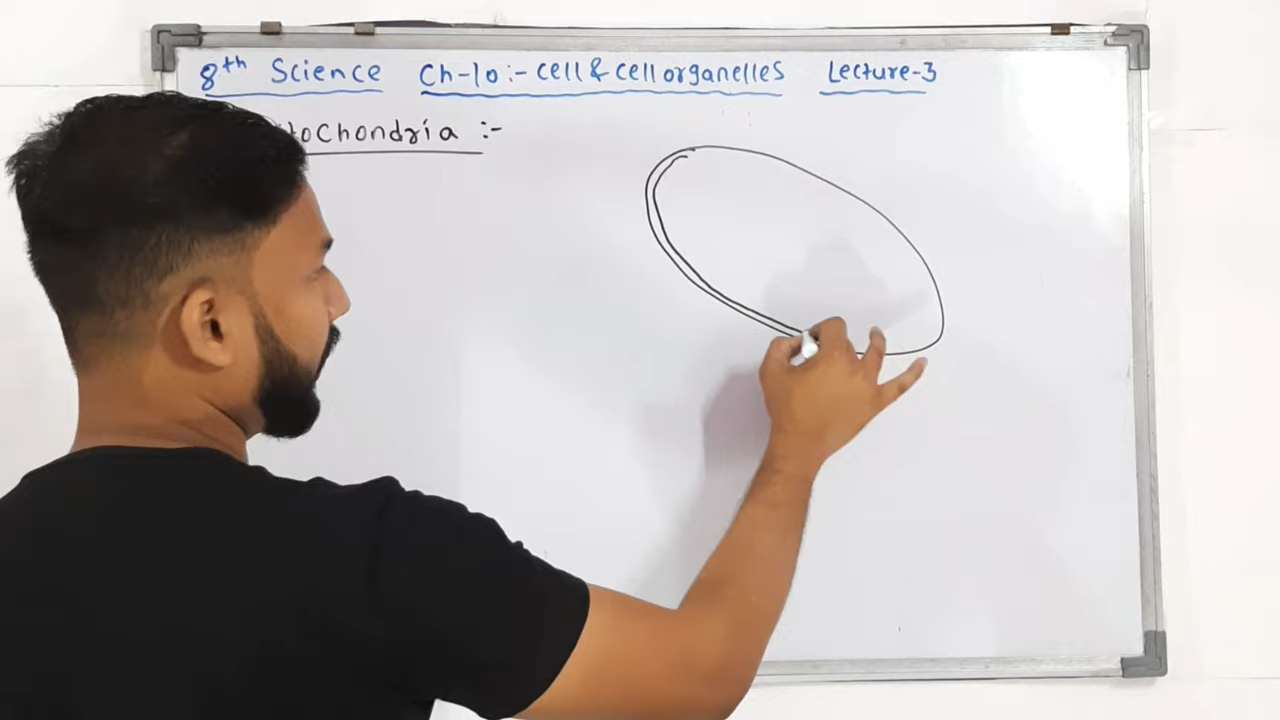 8th Science Ch-10:- cell & cell organelles Lecture-3
tochondria :-